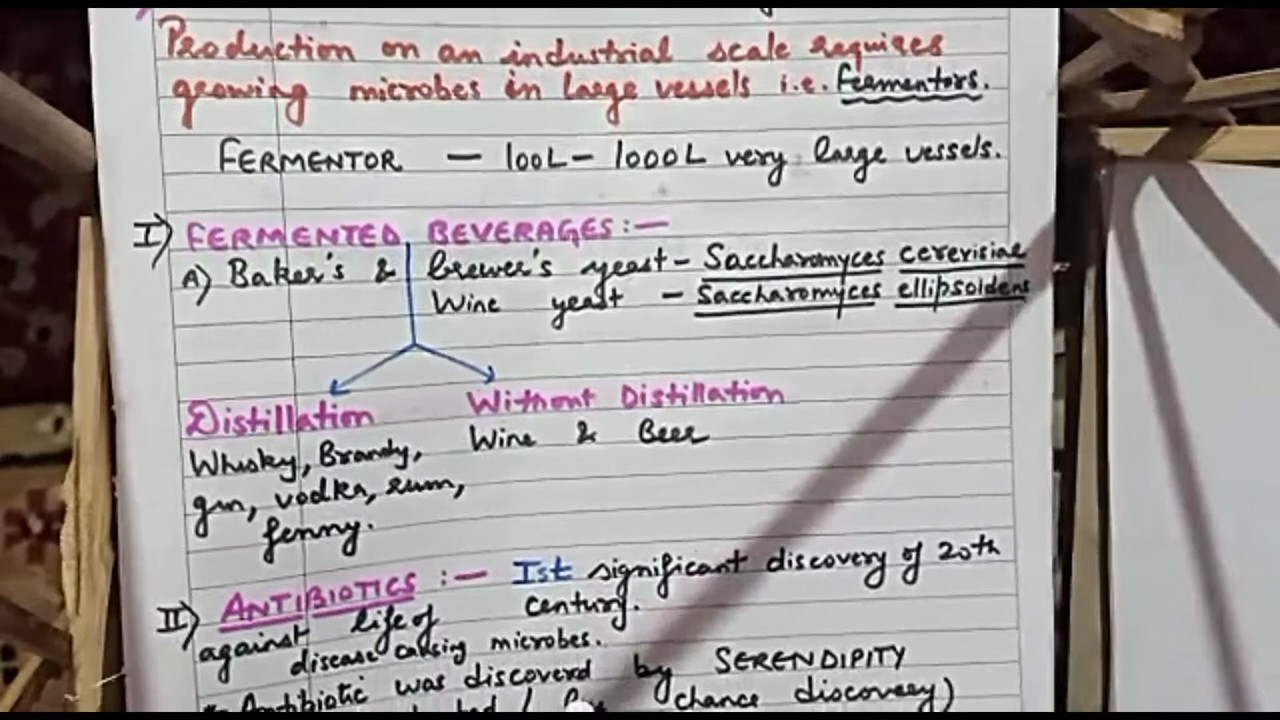 Production on an industrial scale requires
growing microbes in large vessels i.e. fermentors.
FERMENTOR — 100L – 1000L very large vessels.
I) FERMENTED BEVERAGES :—
A) Baker's & brewer's yeast – Saccharomyces cerevisiae
Wine yeast – Saccharomyces ellipsoidens
Distillation Without Distillation
Whisky, Brandy, Wine & Beer
gin, vodka, rum,
fenny.
II) ANTIBIOTICS :— Ist significant discovery of 20th
against life of century.
disease causing microbes.
* Antibiotic was discovered by SERENDIPITY
chance discovery)